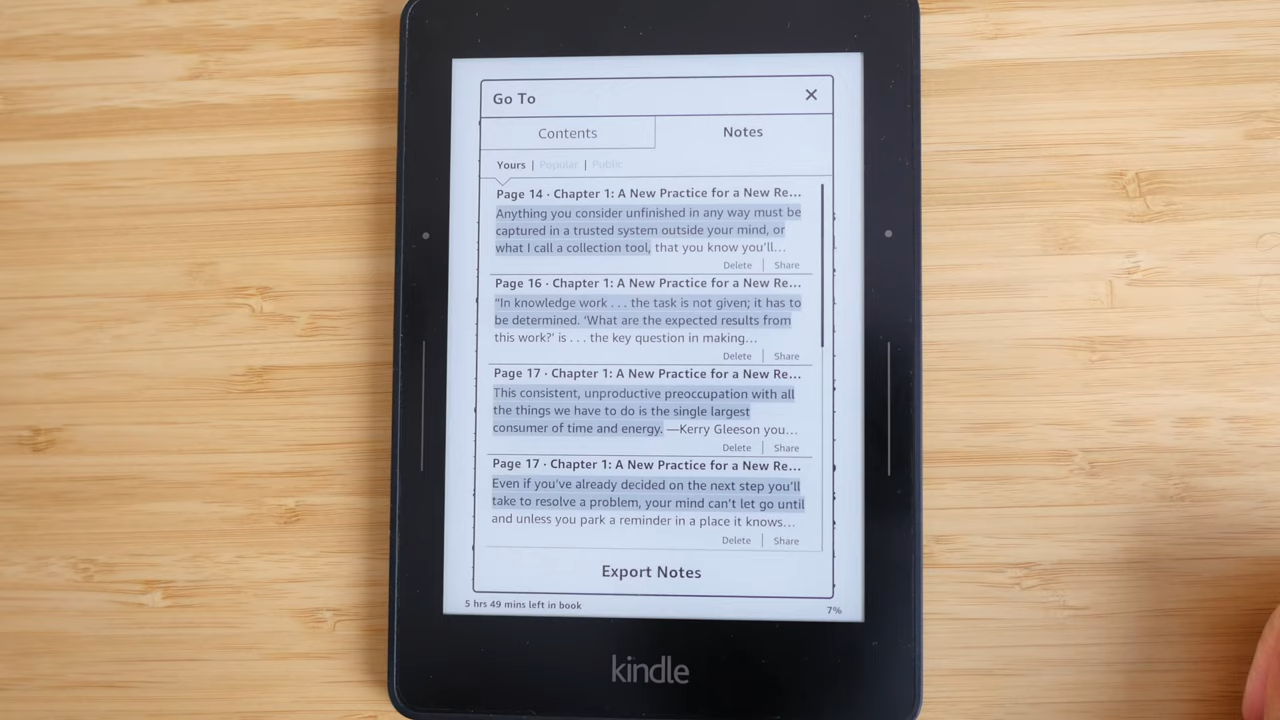 Go To
Contents
Notes
Yours | Popular | Public
Page 14 · Chapter 1: A New Practice for a New Re...
Anything you consider unfinished in any way must be
captured in a trusted system outside your mind, or
what I call a collection tool, that you know you'll...
Delete | Share
Page 16 · Chapter 1: A New Practice for a New Re...
"In knowledge work . . . the task is not given; it has to
be determined. 'What are the expected results from
this work?' is . . . the key question in making...
Delete | Share
Page 17 · Chapter 1: A New Practice for a New Re...
This consistent, unproductive preoccupation with all
the things we have to do is the single largest
consumer of time and energy. —Kerry Gleeson you...
Delete | Share
Page 17 · Chapter 1: A New Practice for a New Re...
Even if you've already decided on the next step you'll
take to resolve a problem, your mind can't let go until
and unless you park a reminder in a place it knows...
Delete | Share
Export Notes
5 hrs 49 mins left in book
7%
kindle